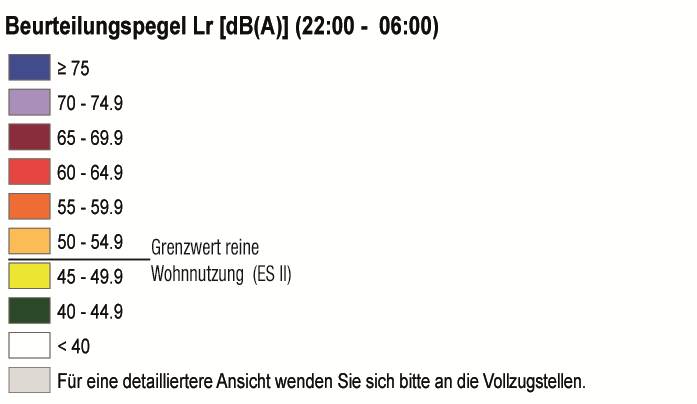 Beurteilungspegel Lr [dB(A)] (22:00 - 06:00)
≥ 75
70 - 74.9
65 - 69.9
60 - 64.9
55 - 59.9
50 - 54.9
Grenzwert reine
Wohnnutzung (ES II)
45 - 49.9
40 - 44.9
< 40
Für eine detailliertere Ansicht wenden Sie sich bitte an die Vollzugstellen.